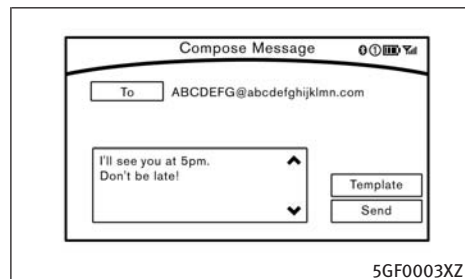 Compose Message
To
ABCDEFG@abcdefghijklmn.com
I'll see you at 5pm.
Don't be late!
Template
Send
5GF0003XZ